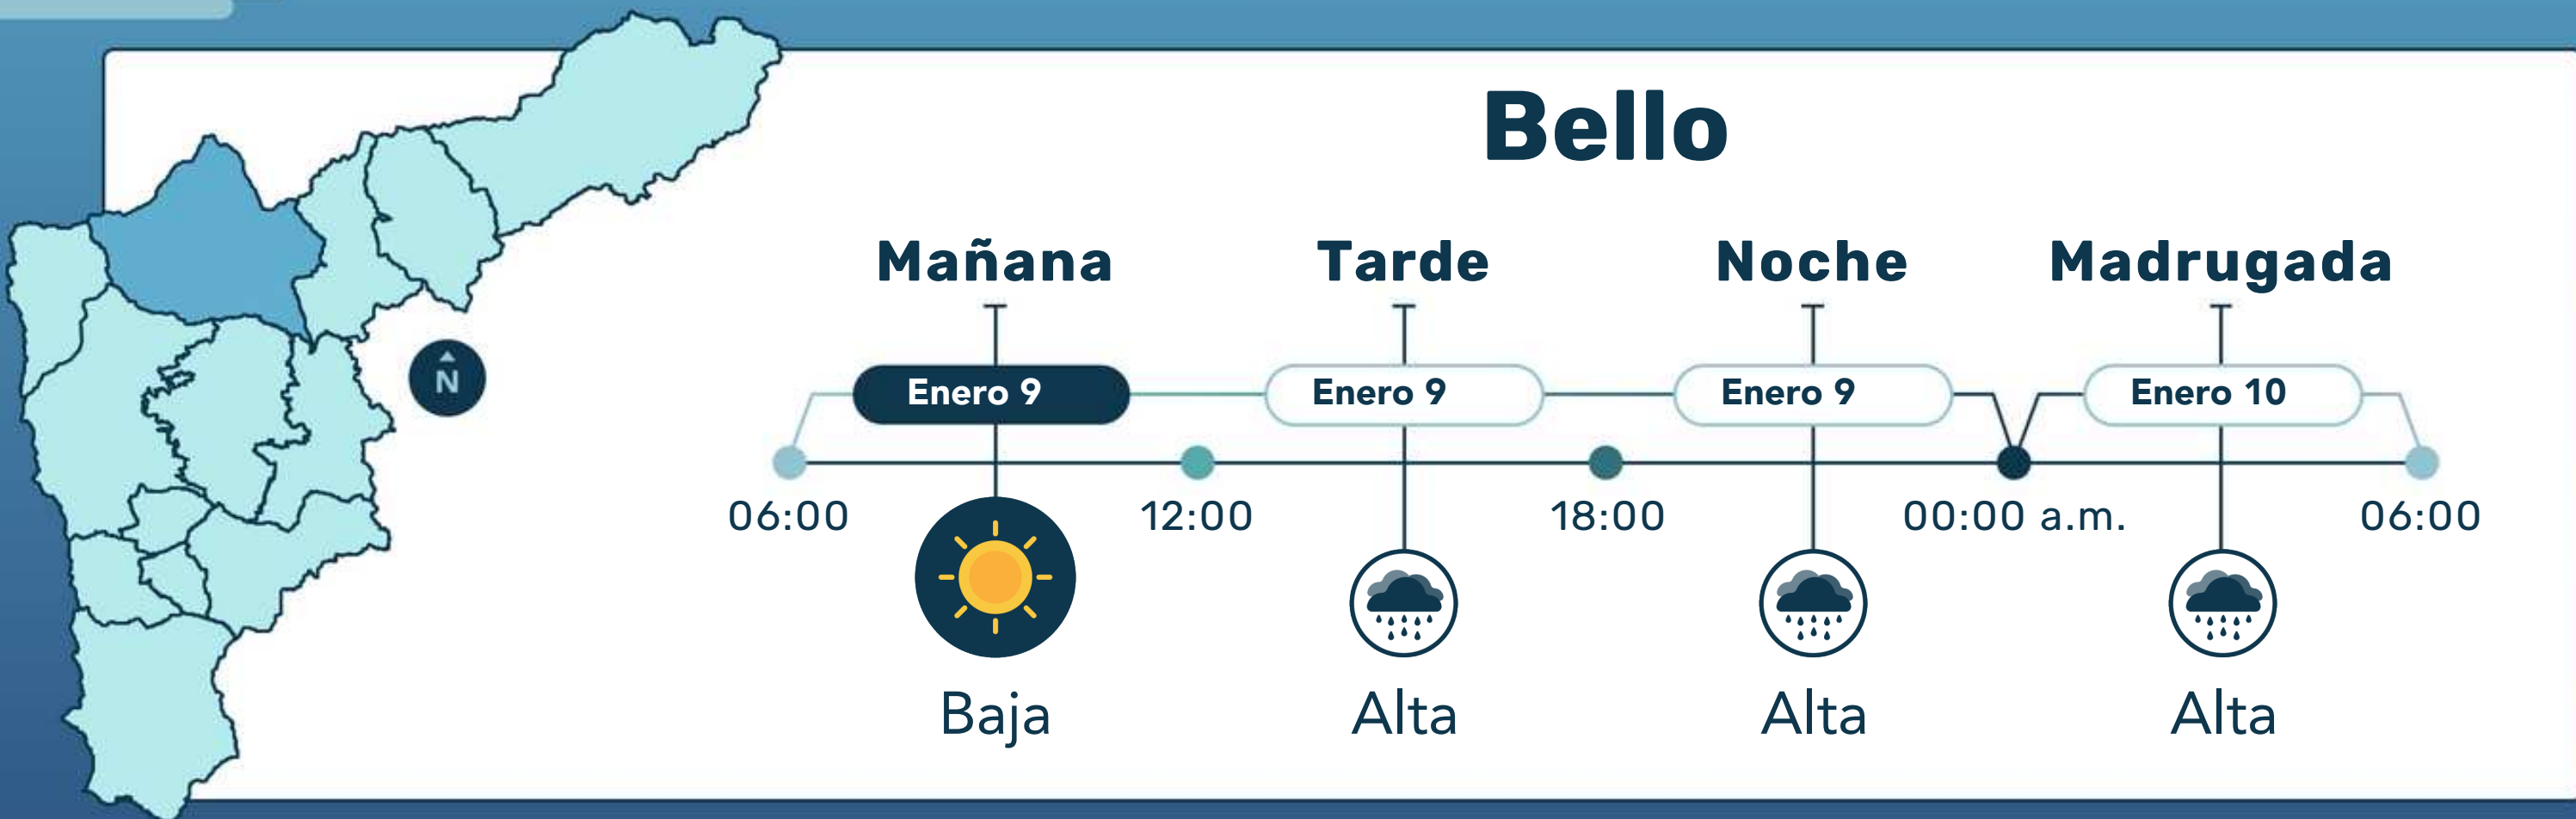 Bello
Mañana Tarde Noche Madrugada
N
Enero 9 Enero 9 Enero 9 Enero 10
06:00 12:00 18:00 00:00 a.m. 06:00
Baja Alta Alta Alta